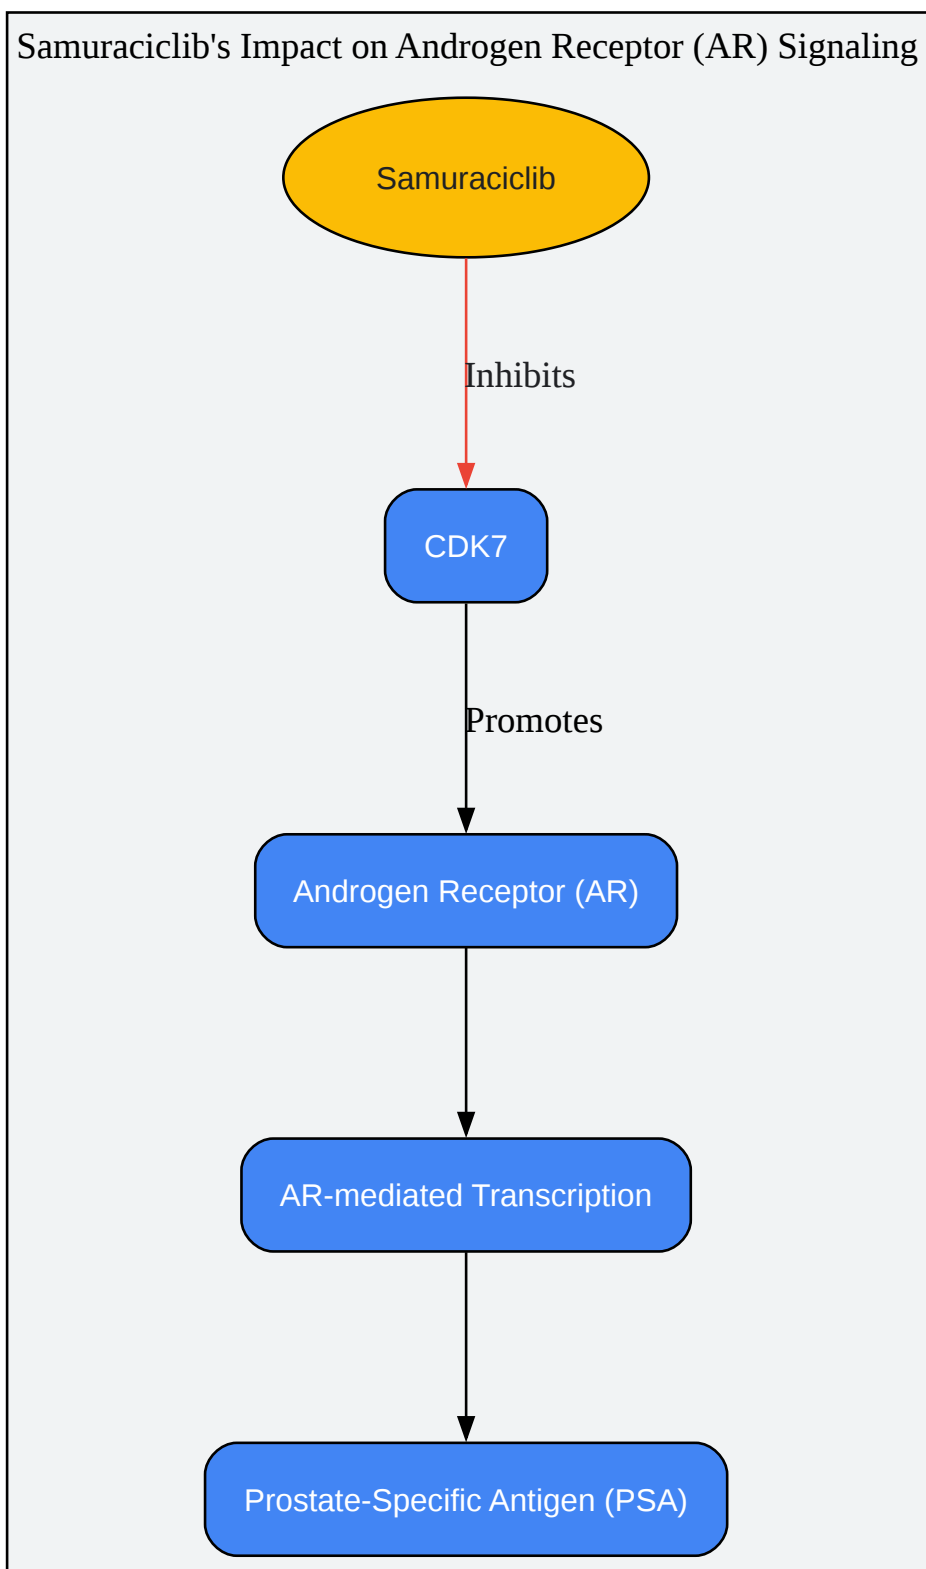 Samuraciclib's Impact on Androgen Receptor (AR) Signaling
Samuraciclib
Inhibits
CDK7
Promotes
Androgen Receptor (AR)
AR-mediated Transcription
Prostate-Specific Antigen (PSA)